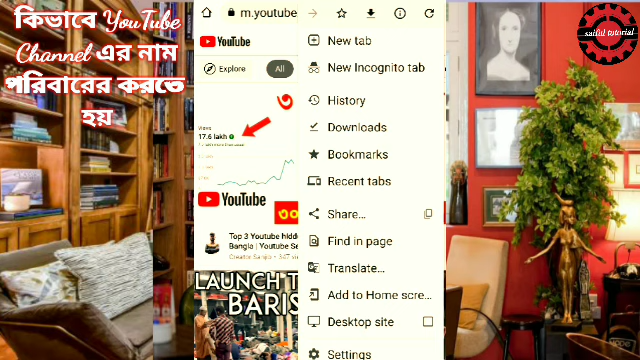 কিভাবে YouTube
Channel এর নাম
পরিবারের করতে
হয়
saiful tutorial
m.youtube
YouTube
Explore
All
Views
17.6 lakh
YouTube
Top 3 Youtube hidd
Bangla | Youtube Se
Creator Sanjo
LAUNCH T
BARIS
New tab
New Incognito tab
History
Downloads
Bookmarks
Recent tabs
Share...
Find in page
Translate...
Add to Home scre...
Desktop site
Settings